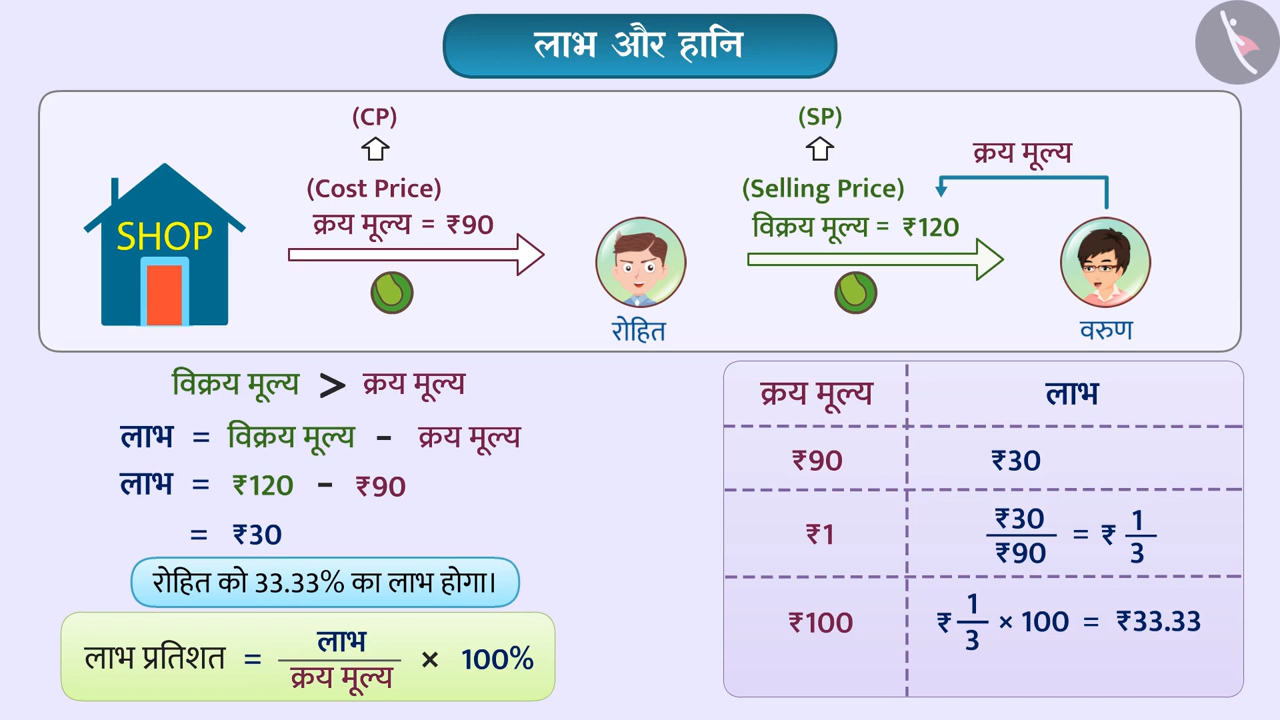 लाभ और हानि
(CP)
(Cost Price)
क्रय मूल्य = ₹90
SHOP
रोहित
(SP)
(Selling Price)
विक्रय मूल्य = ₹120
क्रय मूल्य
वरुण
विक्रय मूल्य > क्रय मूल्य
लाभ = विक्रय मूल्य - क्रय मूल्य
लाभ = ₹120 - ₹90
= ₹30
रोहित को 33.33% का लाभ होगा।
लाभ प्रतिशत = लाभ / क्रय मूल्य × 100%
क्रय मूल्य लाभ
₹90 ₹30
₹1 ₹30 / ₹90 = ₹ 1 / 3
₹100 ₹ 1 / 3 × 100 = ₹33.33